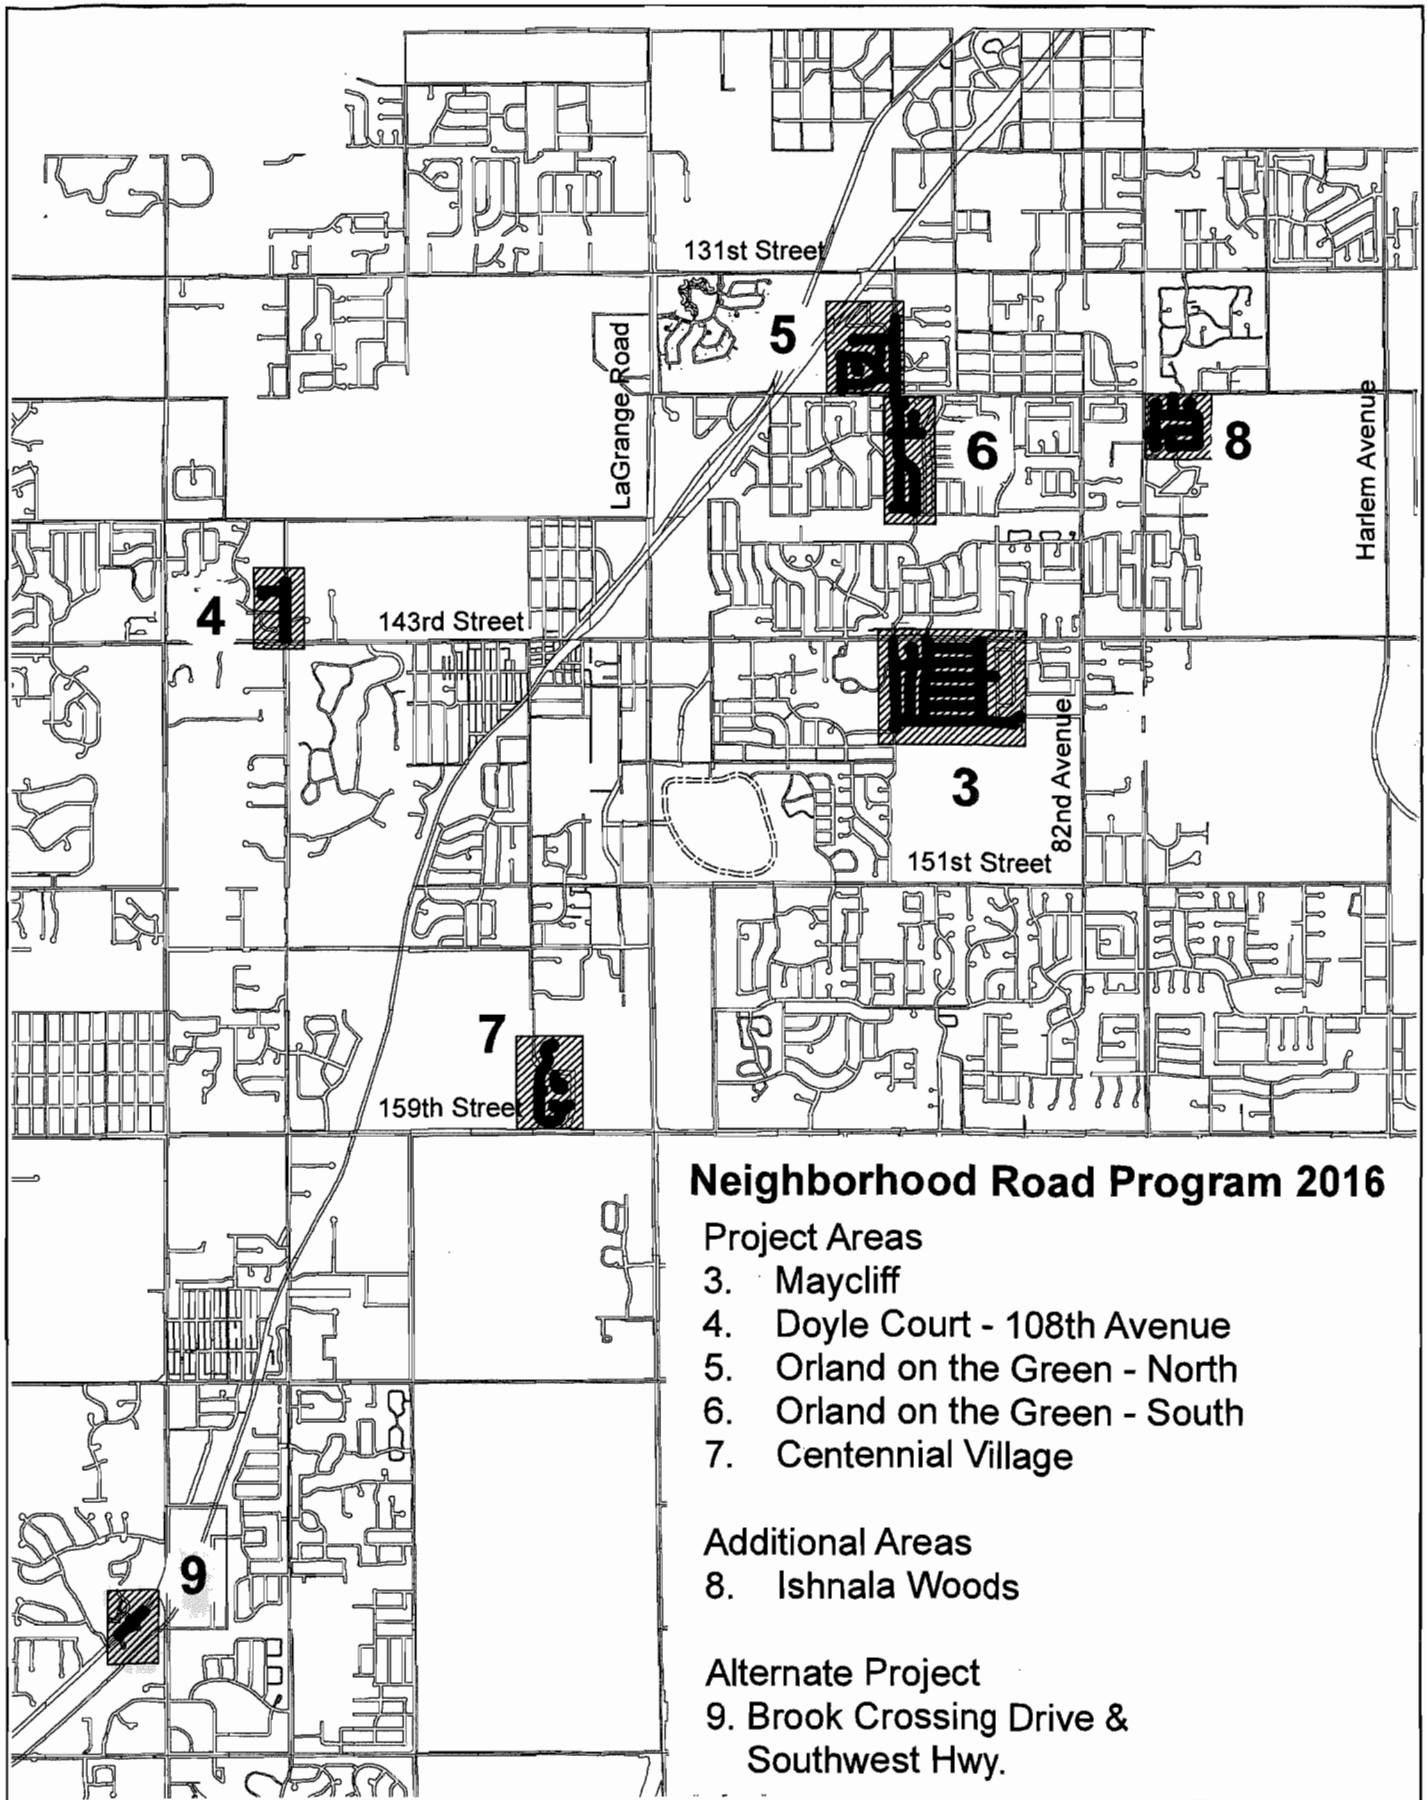 131st Street
5
LaGrange Road
6
8
Harlem Avenue
4
143rd Street
3
82nd Avenue
151st Street
7
159th Street
Neighborhood Road Program 2016
Project Areas
3. Maycliff
4. Doyle Court - 108th Avenue
5. Orland on the Green - North
6. Orland on the Green - South
7. Centennial Village
Additional Areas
8. Ishnala Woods
9
Alternate Project
9. Brook Crossing Drive &
Southwest Hwy.